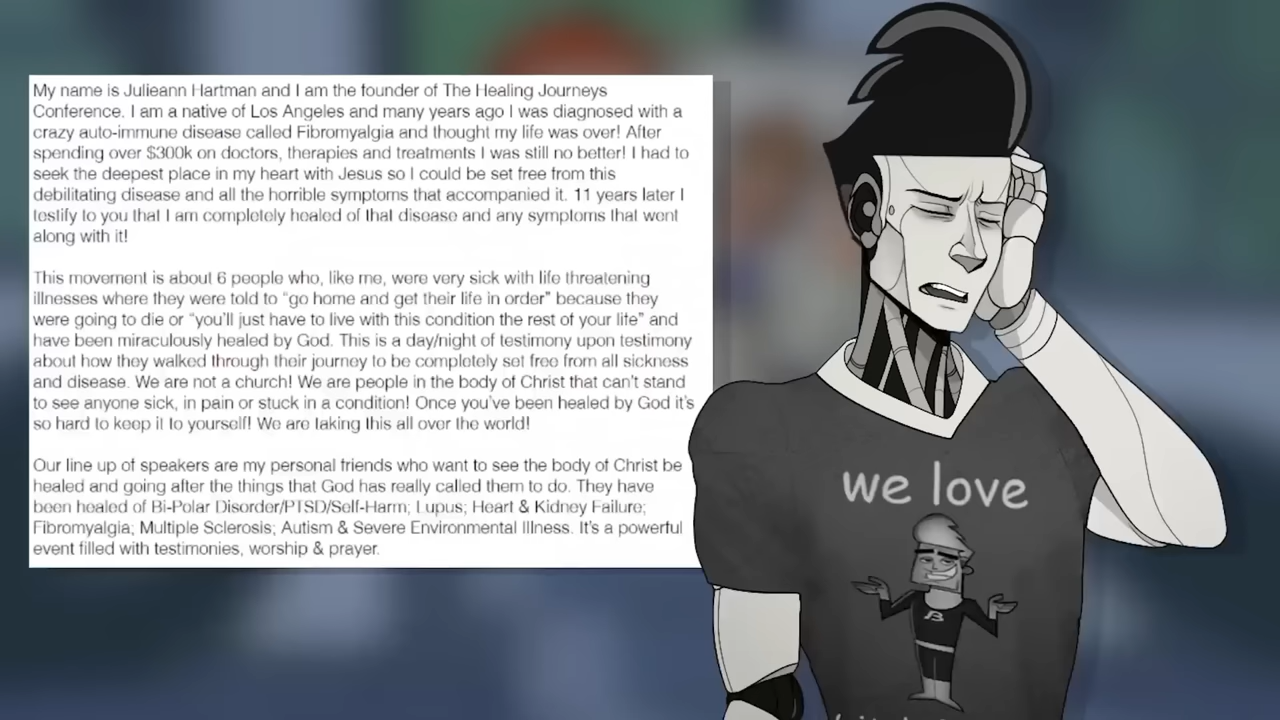 My name is Julieann Hartman and I am the founder of The Healing Journeys
Conference. I am a native of Los Angeles and many years ago I was diagnosed with a
crazy auto-immune disease called Fibromyalgia and thought my life was over! After
spending over $300k on doctors, therapies and treatments I was still no better! I had to
seek the deepest place in my heart with Jesus so I could be set free from this
debilitating disease and all the horrible symptoms that accompanied it. 11 years later I
testify to you that I am completely healed of that disease and any symptoms that went
along with it!
This movement is about 6 people who, like me, were very sick with life threatening
illnesses where they were told to “go home and get their life in order” because they
were going to die or “you’ll just have to live with this condition the rest of your life” and
have been miraculously healed by God. This is a day/night of testimony upon testimony
about how they walked through their journey to be completely set free from all sickness
and disease. We are not a church! We are people in the body of Christ that can’t stand
to see anyone sick, in pain or stuck in a condition! Once you’ve been healed by God it’s
so hard to keep it to yourself! We are taking this all over the world!
Our line up of speakers are my personal friends who want to see the body of Christ be
healed and going after the things that God has really called them to do. They have
been healed of Bi-Polar Disorder/PTSD/Self-Harm; Lupus; Heart & Kidney Failure;
Fibromyalgia; Multiple Sclerosis; Autism & Severe Environmental Illness. It’s a powerful
event filled with testimonies, worship & prayer.
we love
B